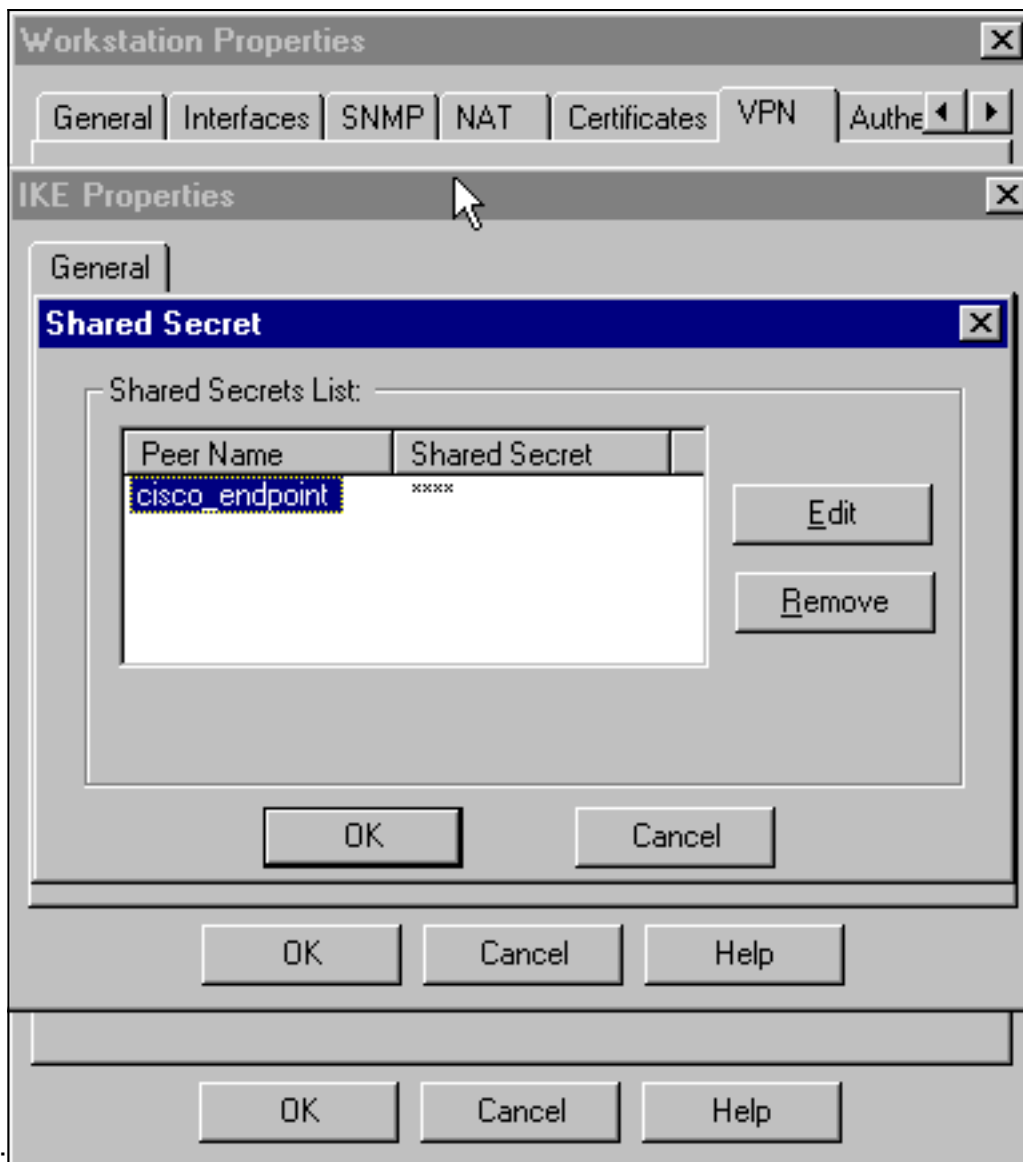 Workstation Properties
General Interfaces SNMP NAT Certificates VPN Authe
IKE Properties
General
Shared Secret
Shared Secrets List:
Peer Name Shared Secret
cisco_endpoint ****
Edit
Remove
OK Cancel
OK Cancel Help
OK Cancel Help
.